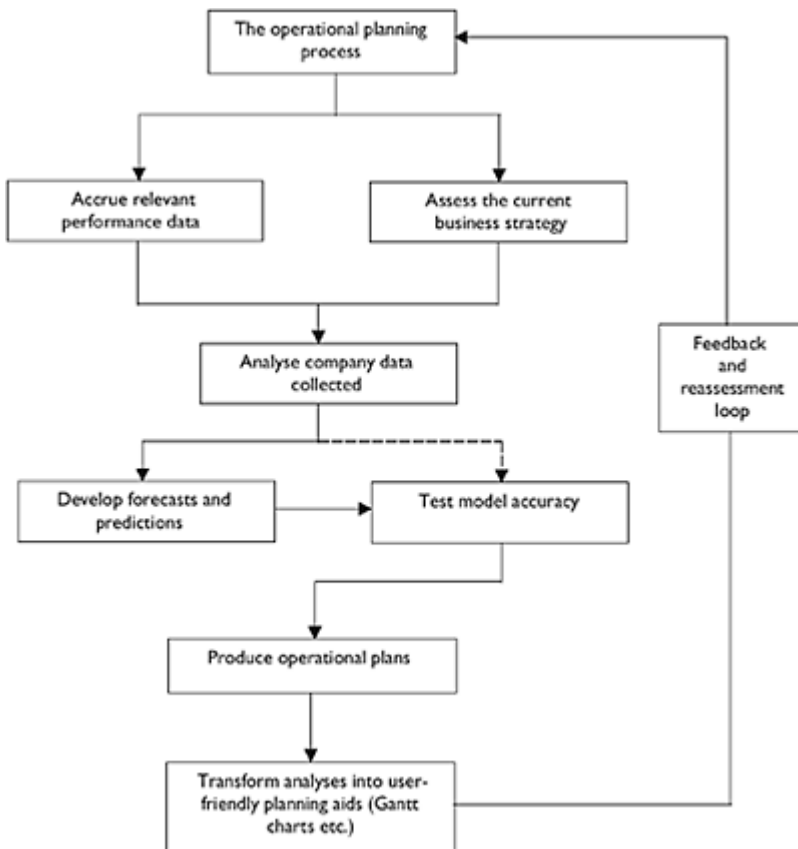 The operational planning
process
Accrue relevant
performance data
Assess the current
business strategy
Analyse company data
collected
Feedback
and
reassessment
loop
Develop forecasts and
predictions
Test model accuracy
Produce operational plans
Transform analyses into user-
friendly planning aids (Gantt
charts etc.)